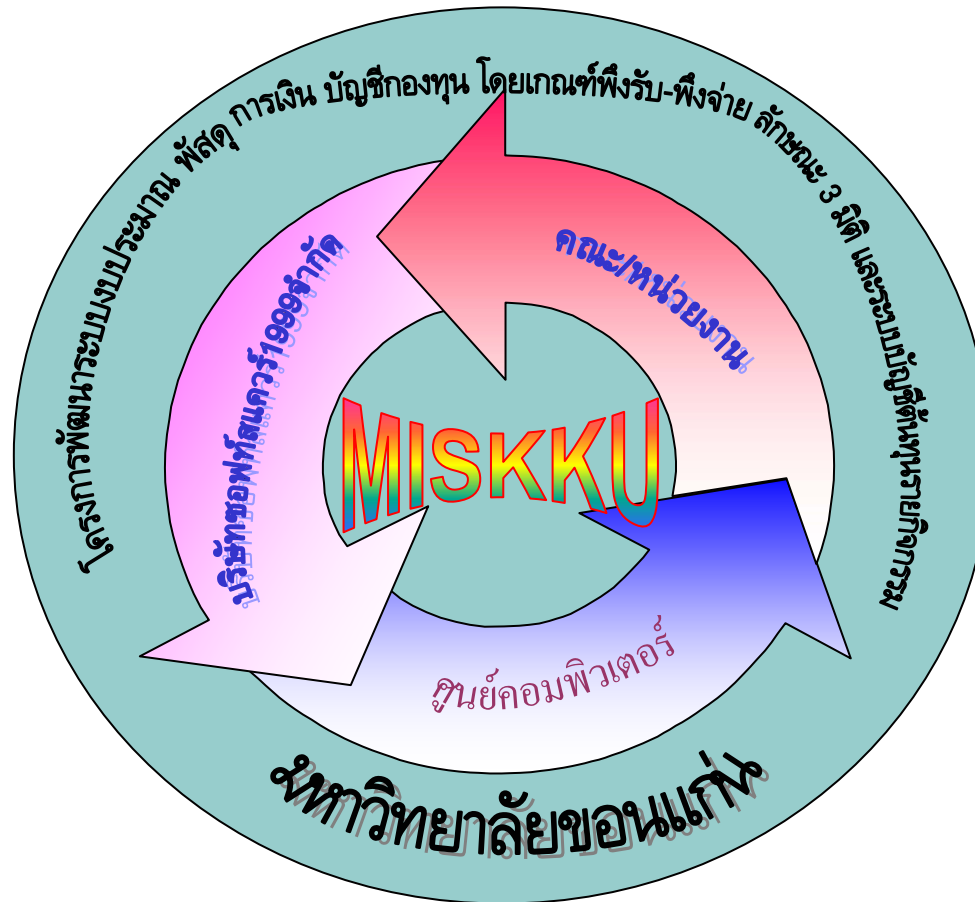 โครงการพัฒนาระบบงบประมาณ พัสดุ การเงิน บัญชีกองทุน โดยเกณฑ์พึงรับ-พึงจ่าย ลักษณะ 3 มิติ และระบบบัญชีต้นทุนรายกิจกรรม
คณะ/หน่วยงาน
บริษัทซอฟท์สแควร์1999จำกัด
MISKKU
ศูนย์คอมพิวเตอร์
มหาวิทยาลัยขอนแก่น